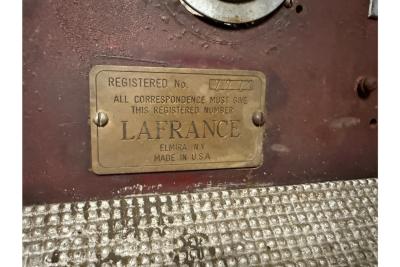 REGISTERED No.
ALL CORRESPONDENCE MUST GIVE
THIS REGISTERED NUMBER
LAFRANCE
ELMIRA N.Y.
MADE IN U.S.A